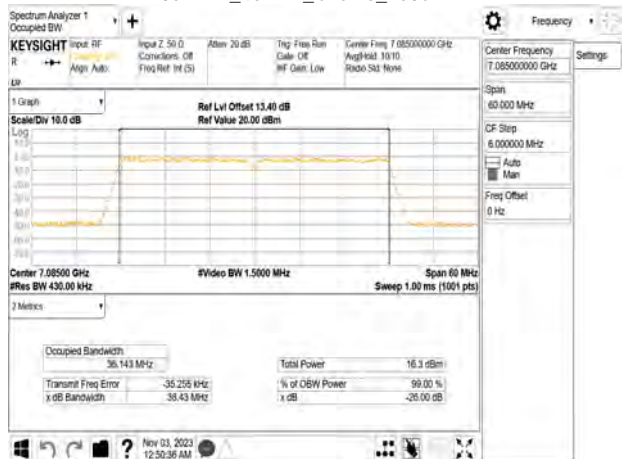 Spectrum Analyzer 1
Occupied BW
+
Frequency
KEYSIGHT
Input: RF
Input Z: 50 Ω
Atten: 20 dB
Trig: Free Run
Center Freq: 7.085000000 GHz
R
Corrections: Off
Gate: Off
Avg|Hold: 10/10
Align: Auto
Freq Ref: Int (S)
#IF Gain: Low
Radio Std: None
Center Frequency
7.085000000 GHz
Settings
Span
60.000 MHz
CF Step
6.000000 MHz
Auto
Man
Freq Offset
0 Hz
1 Graph
Ref Lvl Offset 13.40 dB
Scale/Div 10.0 dB
Ref Value 20.00 dBm
Log
Center 7.08500 GHz
#Video BW 1.5000 MHz
Span 60 MHz
#Res BW 430.00 kHz
Sweep 1.00 ms (1001 pts)
2 Metrics
Occupied Bandwidth
36.143 MHz
Total Power
16.3 dBm
Transmit Freq Error
-35.255 kHz
% of OBW Power
99.00 %
x dB Bandwidth
38.43 MHz
x dB
-26.00 dB
?
Nov 03, 2023
12:50:36 AM